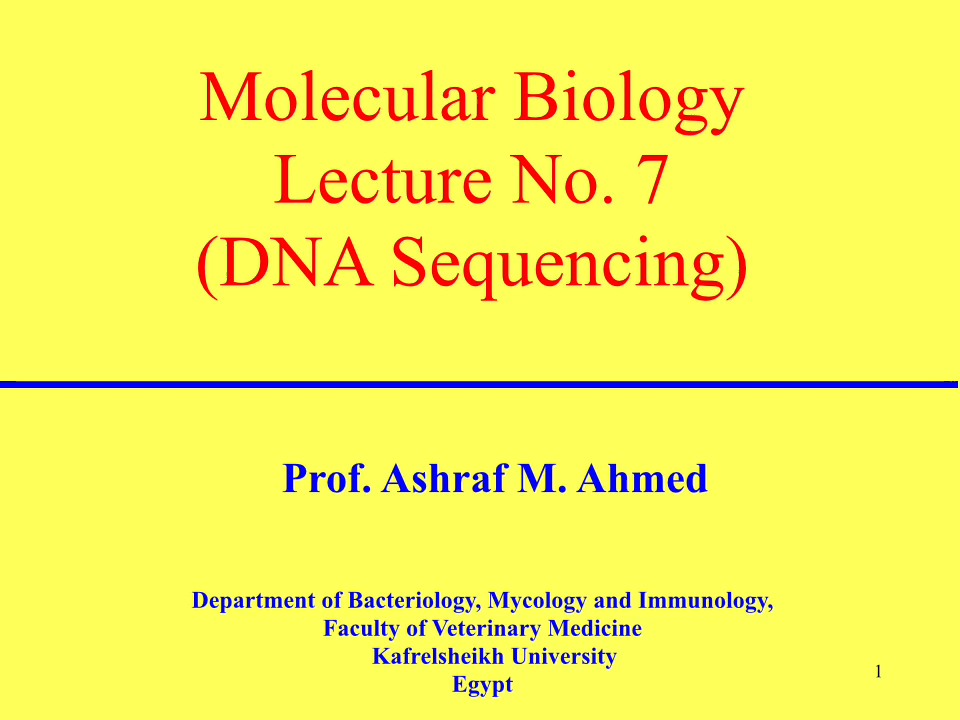 Molecular Biology
Lecture No. 7
(DNA Sequencing)
Prof. Ashraf M. Ahmed
Department of Bacteriology, Mycology and Immunology,
Faculty of Veterinary Medicine
Kafrelsheikh University
Egypt
1